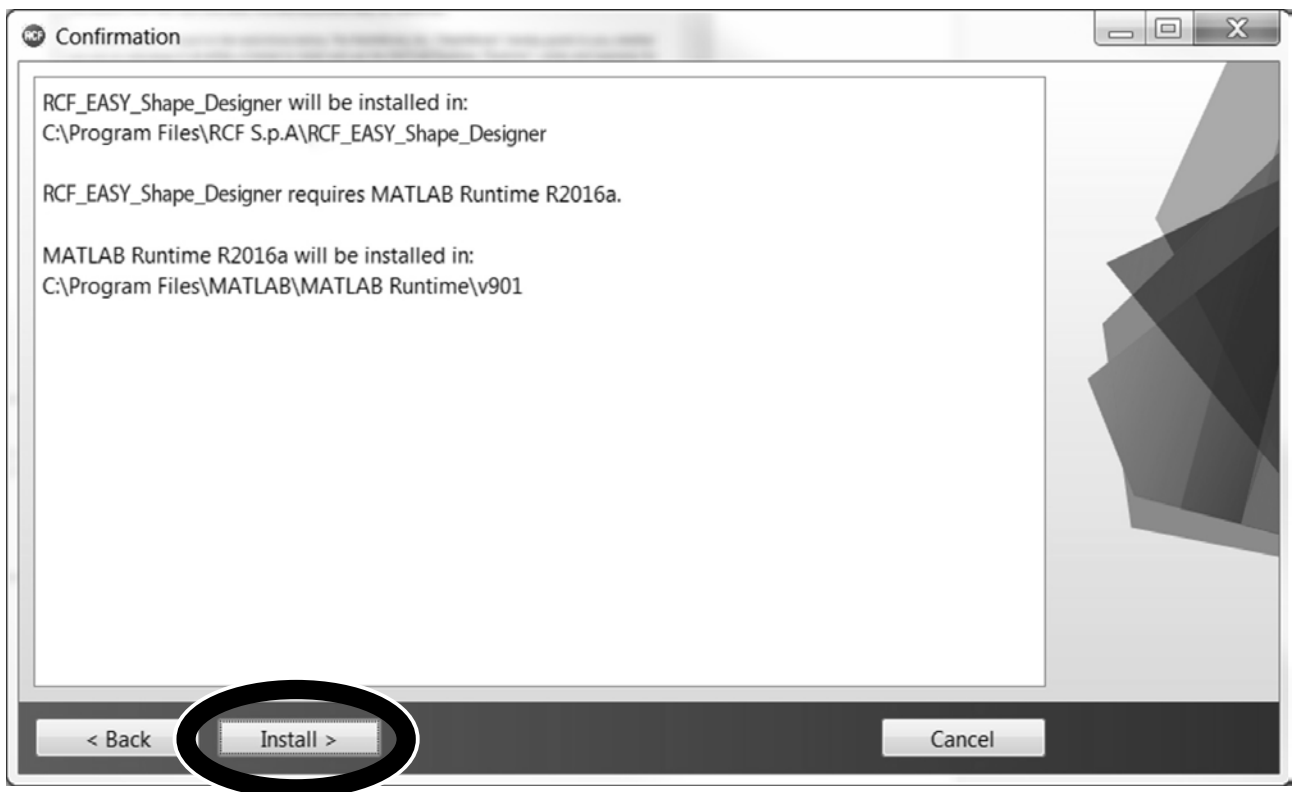 RCF Confirmation
RCF_EASY_Shape_Designer will be installed in:
C:\Program Files\RCF S.p.A\RCF_EASY_Shape_Designer
RCF_EASY_Shape_Designer requires MATLAB Runtime R2016a.
MATLAB Runtime R2016a will be installed in:
C:\Program Files\MATLAB\MATLAB Runtime\v901
< Back Install > Cancel